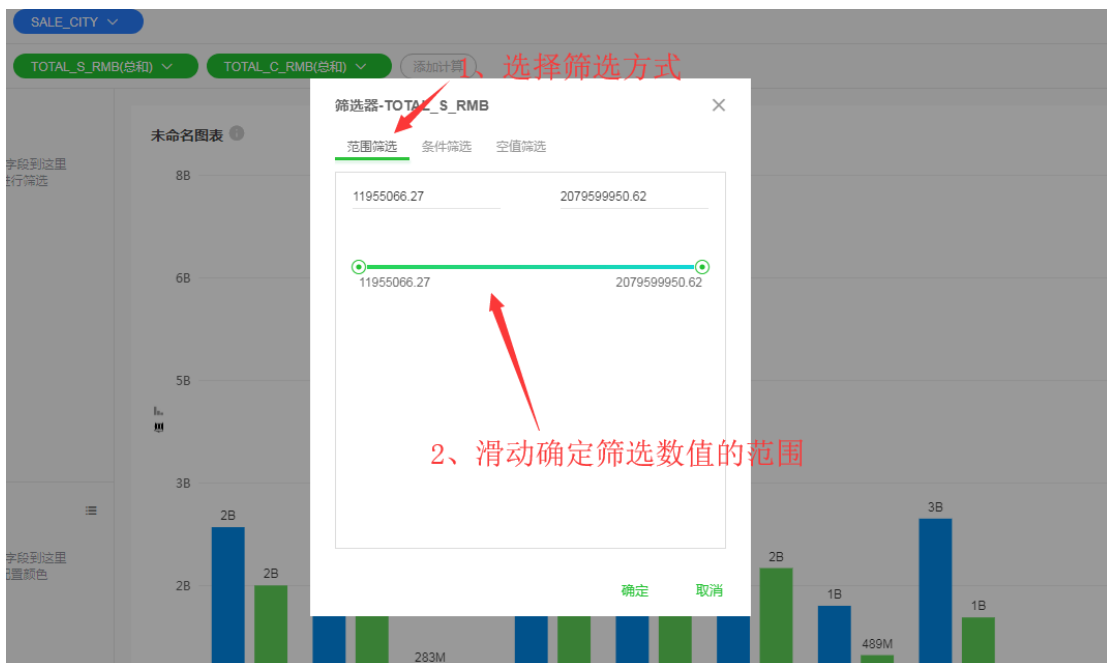 SALE_CITY
TOTAL_S_RMB(总和)
TOTAL_C_RMB(总和)
添加计算
1、选择筛选方式
筛选器-TOTAL_S_RMB
范围筛选
条件筛选
空值筛选
未命名图表
字段到这里
进行筛选
11955066.27
2079599950.62
11955066.27
2079599950.62
8B
6B
5B
3B
2B
2、滑动确定筛选数值的范围
字段到这里
配置颜色
2B
2B
283M
2B
1B
489M
3B
1B
确定
取消